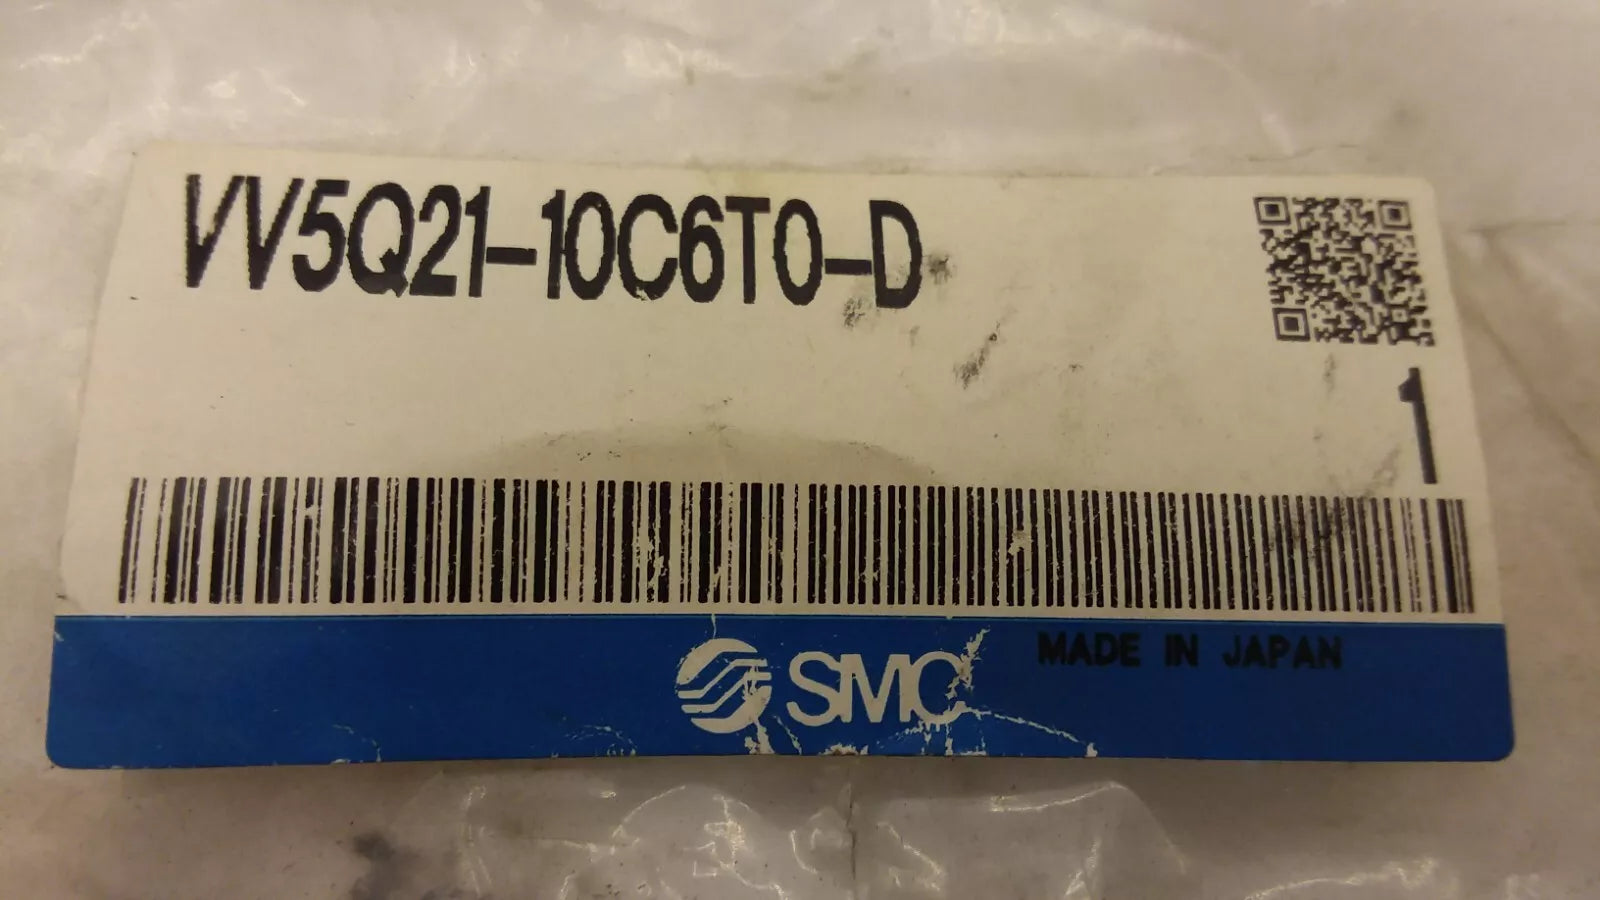 VV5Q21-10C6T0-D
1
SMC
MADE IN JAPAN